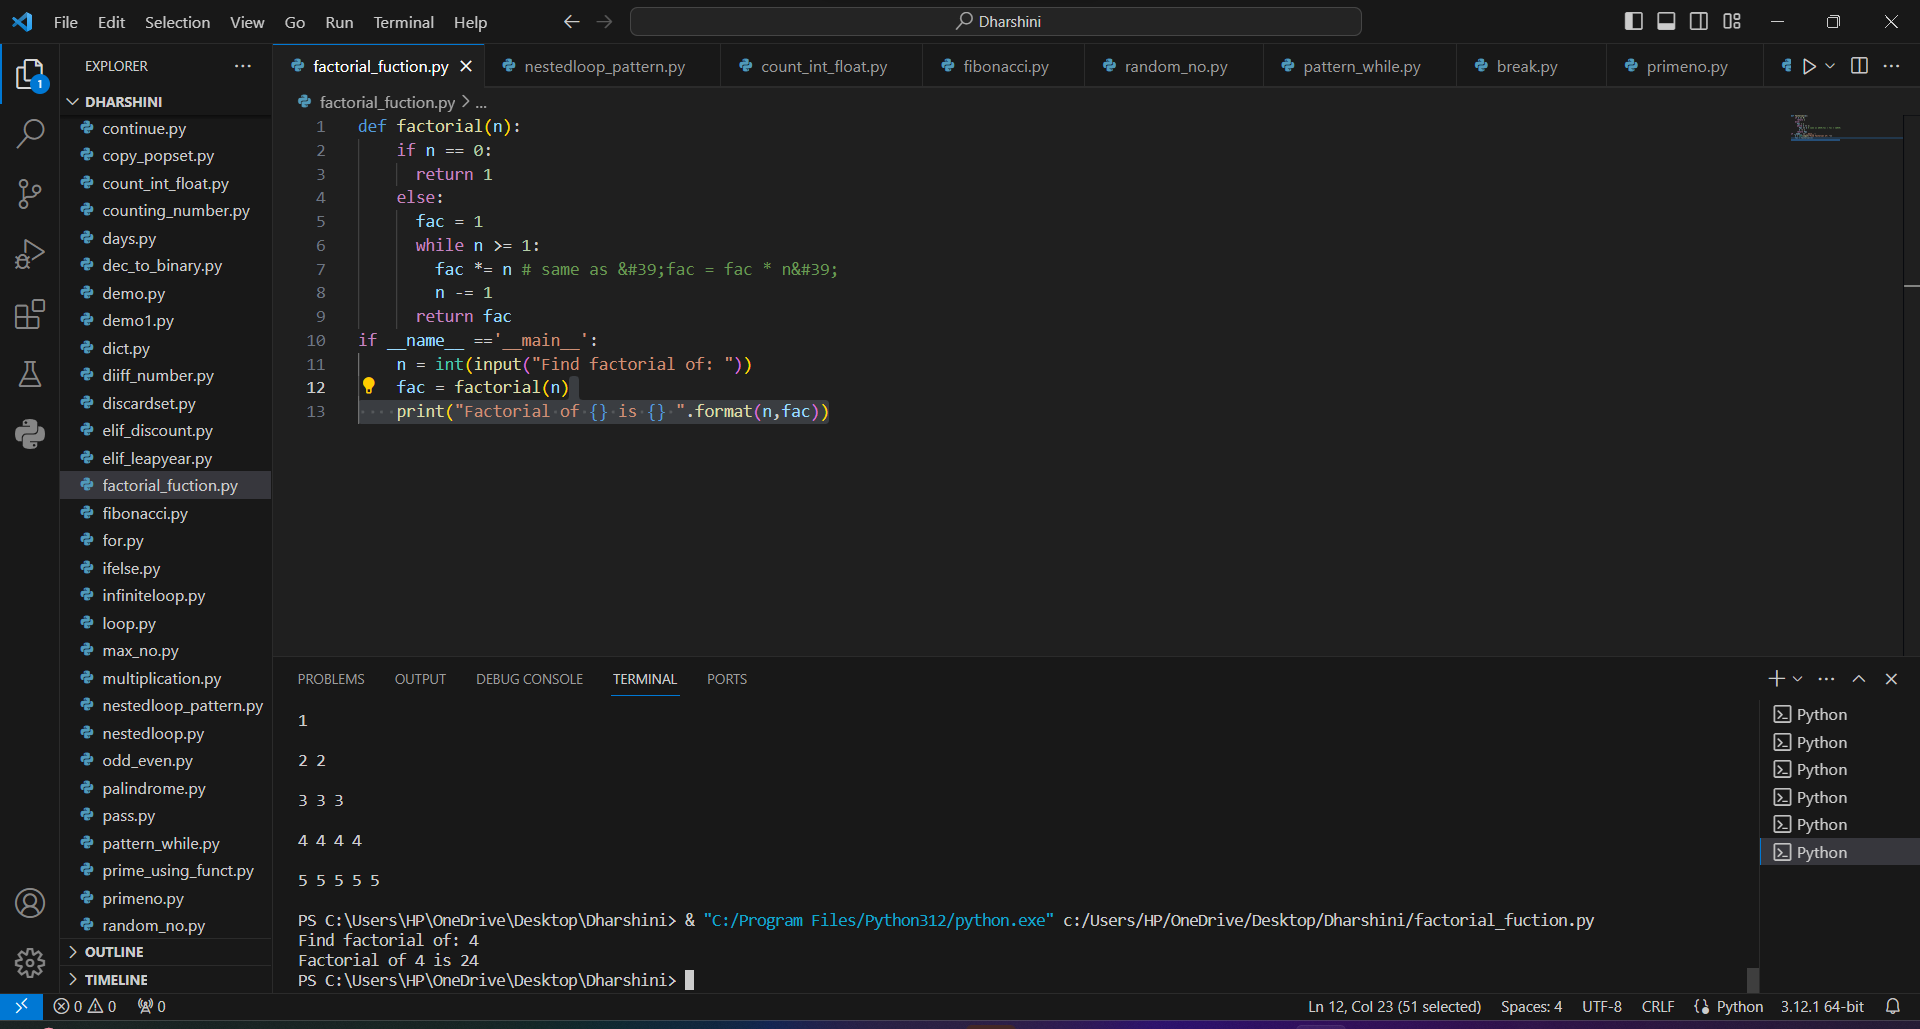 File Edit Selection View Go Run Terminal Help
Dharshini
EXPLORER
1
DHARSHINI
continue.py
copy_popset.py
count_int_float.py
counting_number.py
days.py
dec_to_binary.py
demo.py
demo1.py
dict.py
diiff_number.py
discardset.py
elif_discount.py
elif_leapyear.py
factorial_fuction.py
fibonacci.py
for.py
ifelse.py
infiniteloop.py
loop.py
max_no.py
multiplication.py
nestedloop_pattern.py
nestedloop.py
odd_even.py
palindrome.py
pass.py
pattern_while.py
prime_using_funct.py
primeno.py
random_no.py
OUTLINE
TIMELINE
factorial_fuction.py nestedloop_pattern.py count_int_float.py fibonacci.py random_no.py pattern_while.py break.py primeno.py
factorial_fuction.py > ...
1 def factorial(n):
2 if n == 0:
3 return 1
4 else:
5 fac = 1
6 while n >= 1:
7 fac *= n # same as &#39;fac = fac * n&#39;
8 n -= 1
9 return fac
10 if __name__ =='__main__':
11 n = int(input("Find factorial of: "))
12 fac = factorial(n)
13 print("Factorial of {} is {} ".format(n,fac))
PROBLEMS OUTPUT DEBUG CONSOLE TERMINAL PORTS
1
2 2
3 3 3
4 4 4 4
5 5 5 5 5
PS C:\Users\HP\OneDrive\Desktop\Dharshini> & "C:/Program Files/Python312/python.exe" c:/Users/HP/OneDrive/Desktop/Dharshini/factorial_fuction.py
Find factorial of: 4
Factorial of 4 is 24
PS C:\Users\HP\OneDrive\Desktop\Dharshini>
Python
Python
Python
Python
Python
Python
0 0 0 Ln 12, Col 23 (51 selected) Spaces: 4 UTF-8 CRLF Python 3.12.1 64-bit